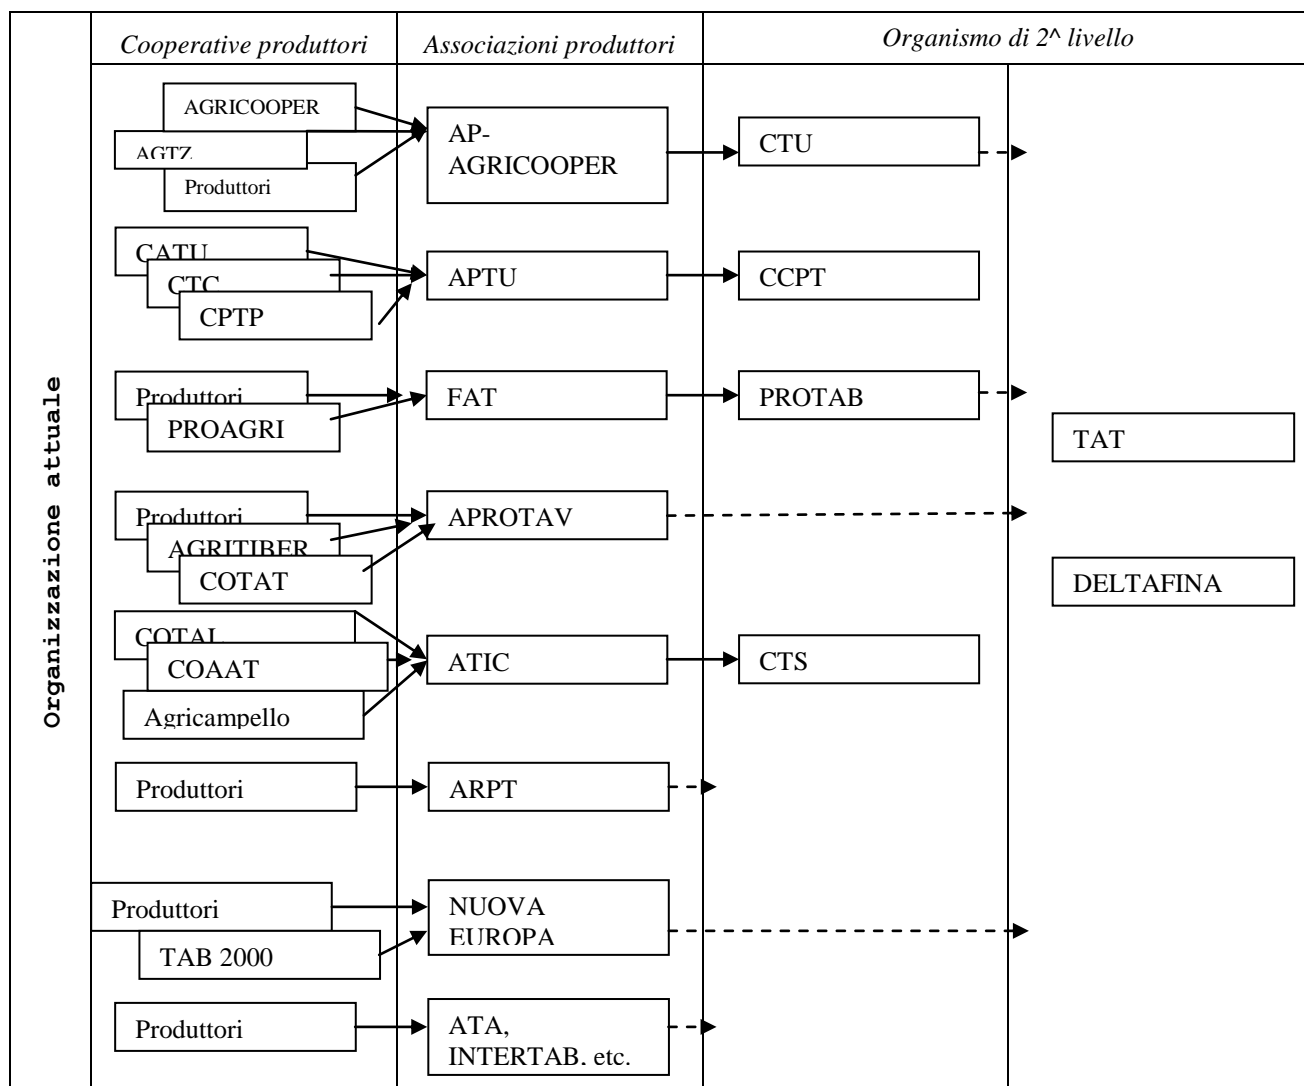 Cooperative produttori
Associazioni produttori
Organismo di 2^ livello
Organizzazione attuale
AGRICOOPER
AGTZ
Produttori
AP-
AGRICOOPER
CTU
CATU
CTC
CPTP
APTU
CCPT
Produttori
PROAGRI
FAT
PROTAB
TAT
Produttori
AGRITIBER
COTAT
APROTAV
DELTAFINA
COTAL
COAAT
Agricampello
ATIC
CTS
Produttori
ARPT
Produttori
TAB 2000
NUOVA
EUROPA
Produttori
ATA,
INTERTAB. etc.